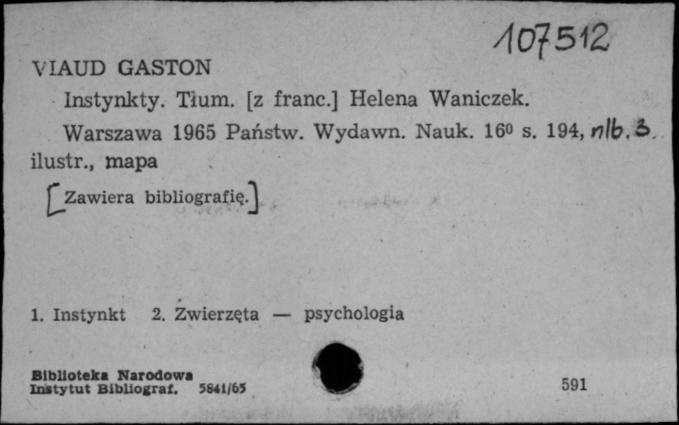 107512
VIAUD GASTON
Instynkty. Tłum. [z franc.] Helena Waniczek.
Warszawa 1965 Państw. Wydawn. Nauk. 16⁰ s. 194, nlb. 3.
ilustr., mapa
[Zawiera bibliografię.]
1. Instynkt 2. Zwierzęta — psychologia
Biblioteka Narodowa
Instytut Bibliograf. 5841/65
591